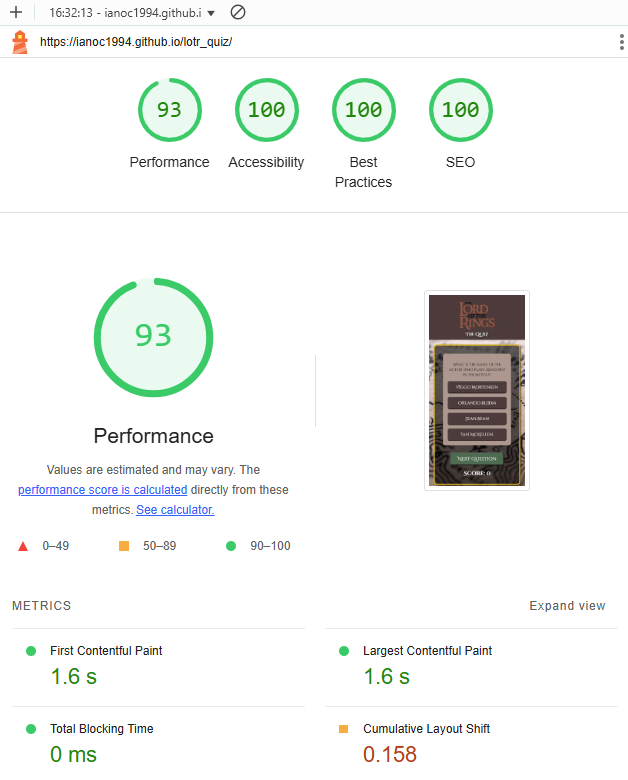 16:32:13 - ianoc1994.github.i
https://ianoc1994.github.io/lotr_quiz/
93
100
100
100
Performance
Accessibility
Best
Practices
SEO
93
Performance
Values are estimated and may vary. The
performance score is calculated directly from these
metrics. See calculator.
0–49
50–89
90–100
LORD
OF THE
RINGS
THE QUIZ
VIGGO MORTENSEN
ORLANDO BLOOM
SEAN BEAN
IAN MCKELLEN
NEXT QUESTION
SCORE: 0
METRICS
Expand view
First Contentful Paint
1.6 s
Largest Contentful Paint
1.6 s
Total Blocking Time
0 ms
Cumulative Layout Shift
0.158